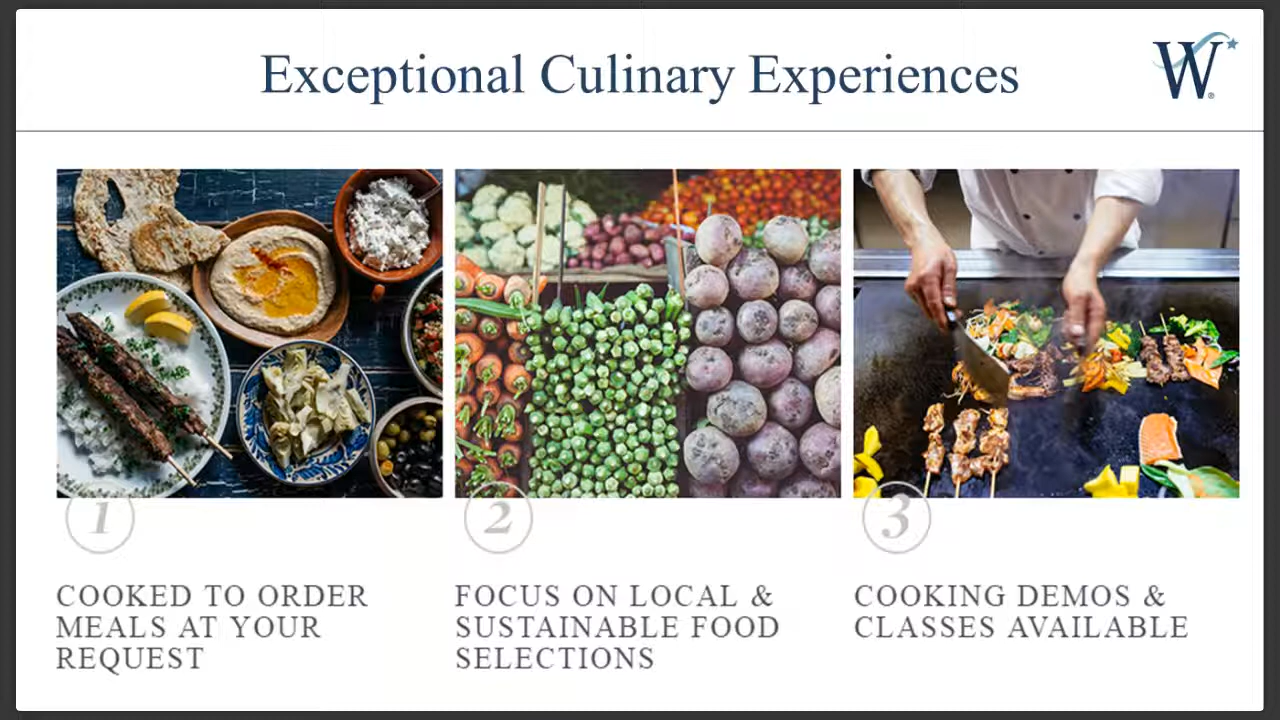 Exceptional Culinary Experiences
W®
1
COOKED TO ORDER
MEALS AT YOUR
REQUEST
2
FOCUS ON LOCAL &
SUSTAINABLE FOOD
SELECTIONS
3
COOKING DEMOS &
CLASSES AVAILABLE